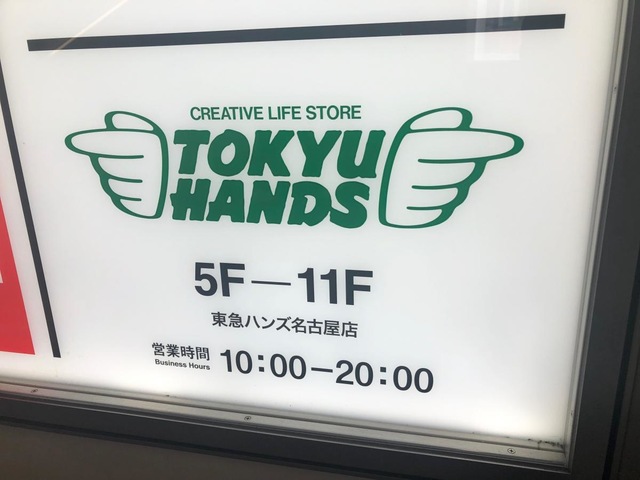 CREATIVE LIFE STORE
TOKYU
HANDS
5F—11F
東急ハンズ名古屋店
営業時間 10:00−20:00
Business Hours